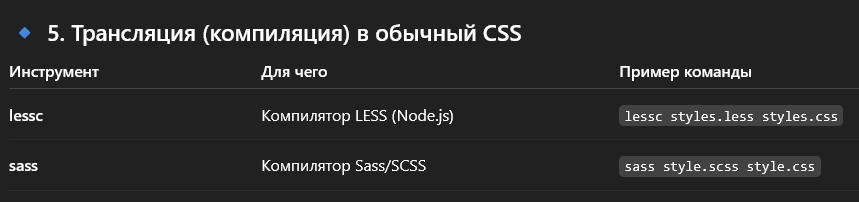 5. Трансляция (компиляция) в обычный CSS
Инструмент Для чего Пример команды
lessc Компилятор LESS (Node.js) lessc styles.less styles.css
sass Компилятор Sass/SCSS sass style.scss style.css